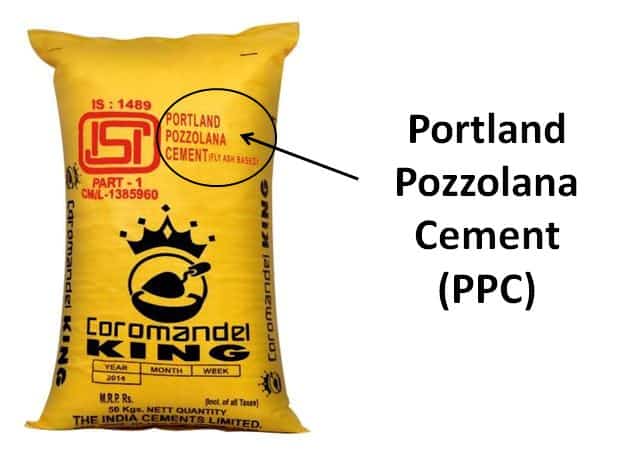 IS : 1489
ISI
PORTLAND
POZZOLANA
CEMENT (FLY ASH BASED)
PART - 1
CM/L-1385960
Coromandel KING
Coromandel KING
Coromandel
KING
YEAR MONTH WEEK
2014
M.R.P. Rs. (Incl. of all Taxes)
50 Kgs. NETT QUANTITY
THE INDIA CEMENTS LIMITED.
Portland
Pozzolana
Cement
(PPC)